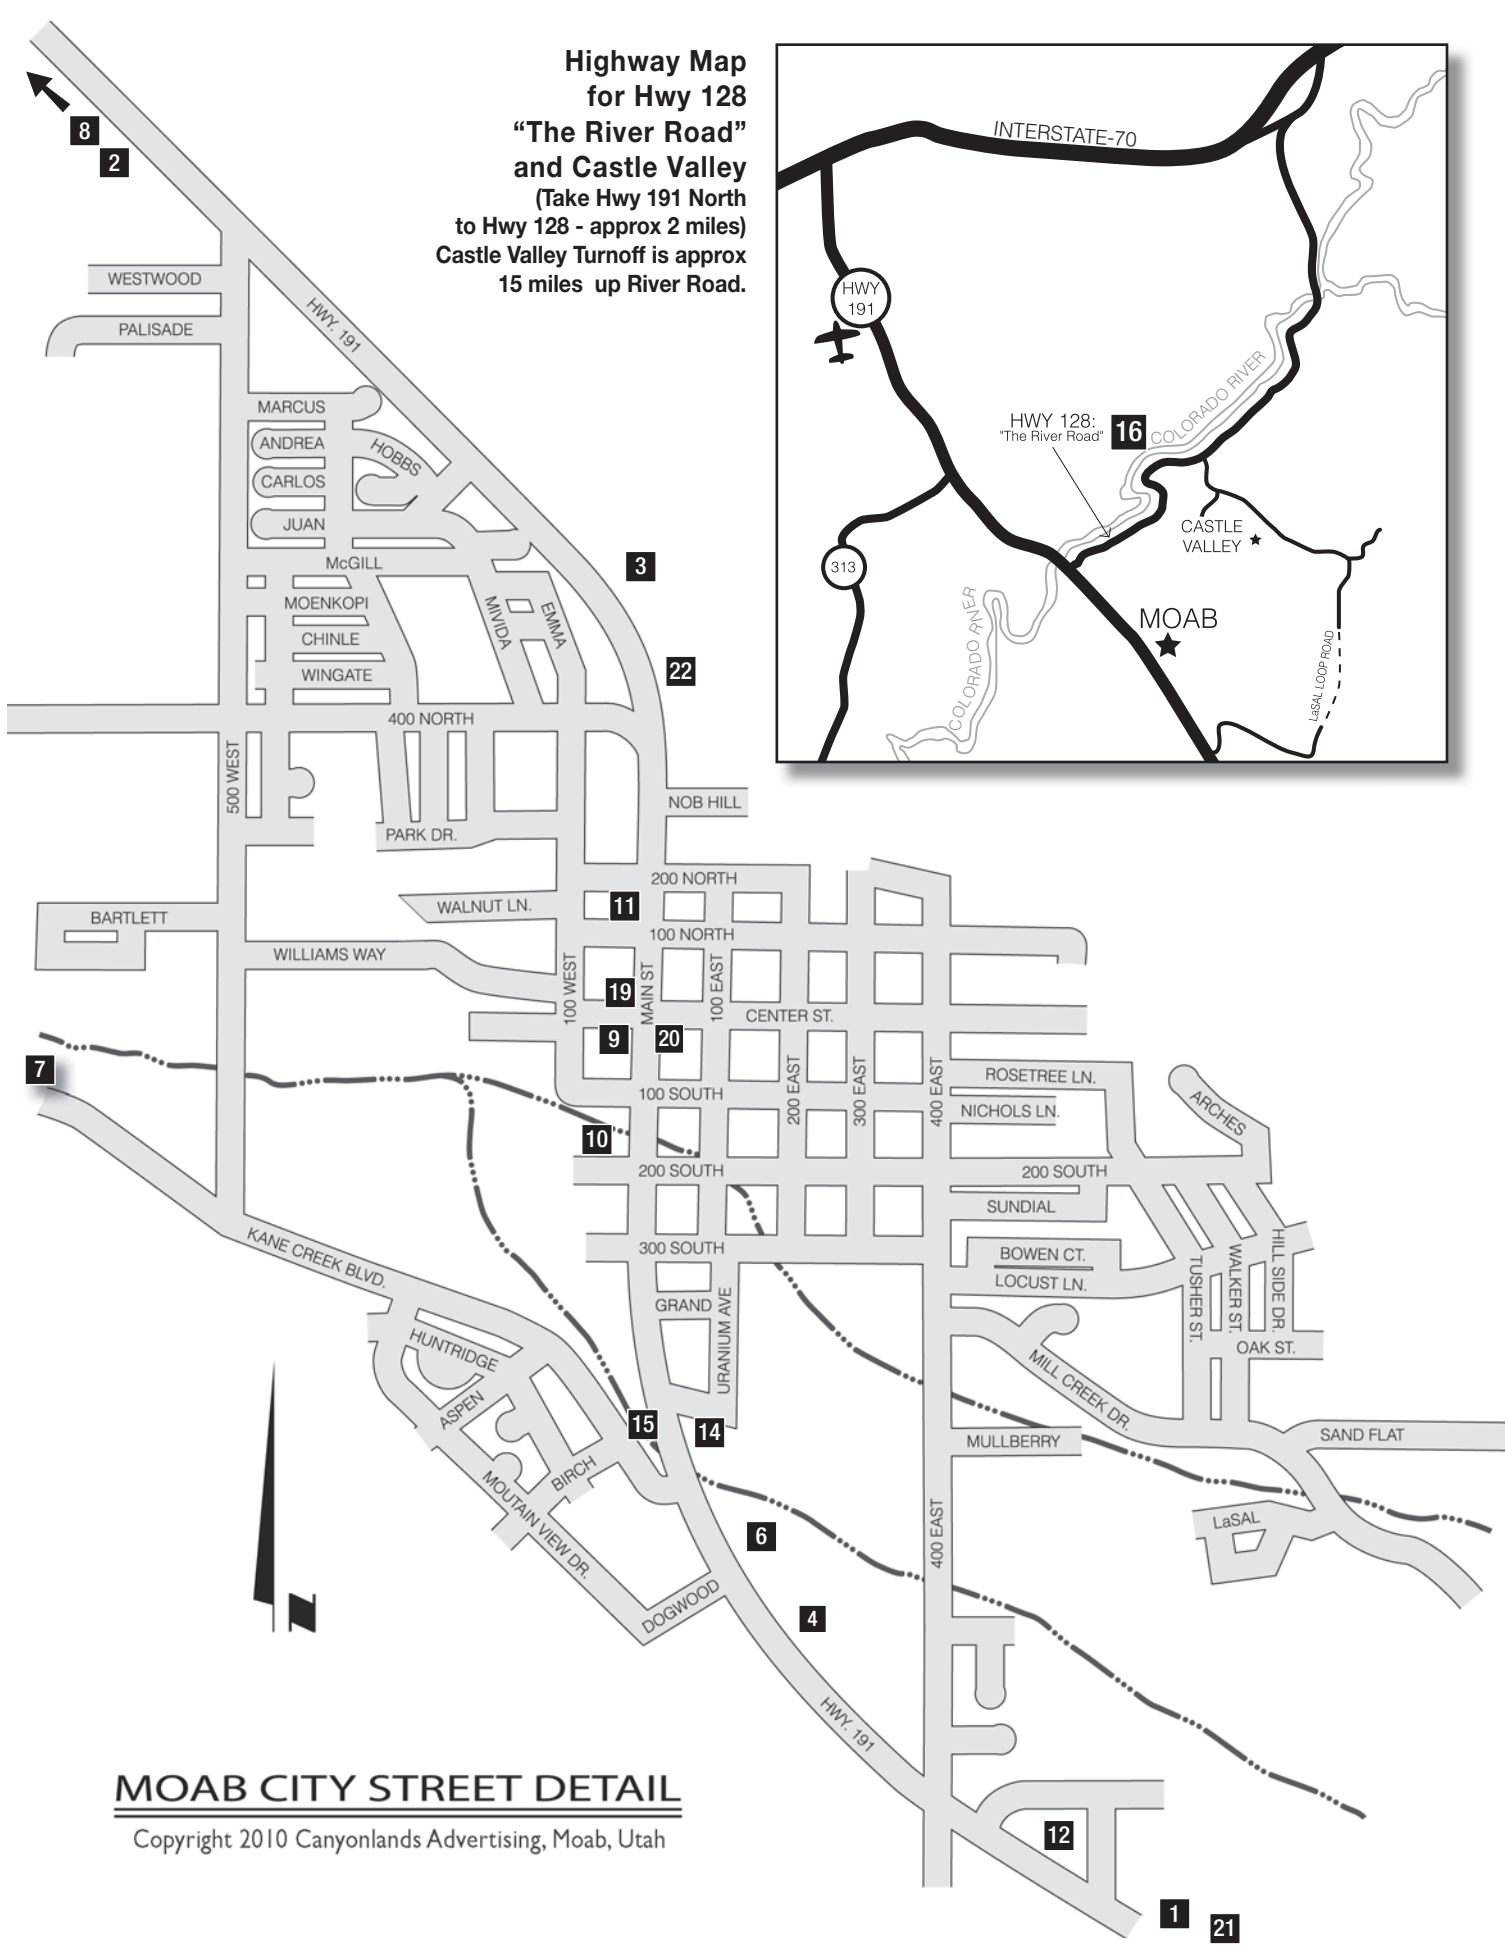 Highway Map
for Hwy 128
“The River Road”
and Castle Valley
(Take Hwy 191 North
to Hwy 128 - approx 2 miles)
Castle Valley Turnoff is approx
15 miles up River Road.
INTERSTATE-70
HWY
191
COLORADO RIVER
HWY 128:
"The River Road"
16
CASTLE
VALLEY
313
MOAB
COLORADO RIVER
LaSAL LOOP ROAD
8
2
WESTWOOD
PALISADE
HWY. 191
MARCUS
ANDREA
HOBBS
CARLOS
JUAN
McGILL
3
MOENKOPI
MIVIDA
EMMA
CHINLE
WINGATE
22
400 NORTH
500 WEST
NOB HILL
PARK DR.
200 NORTH
WALNUT LN.
11
BARTLETT
100 NORTH
WILLIAMS WAY
100 WEST
MAIN ST
100 EAST
19
CENTER ST.
9
20
7
200 EAST
300 EAST
400 EAST
ROSETREE LN.
100 SOUTH
NICHOLS LN.
ARCHES
10
200 SOUTH
200 SOUTH
SUNDIAL
KANE CREEK BLVD.
300 SOUTH
BOWEN CT.
LOCUST LN.
TUSHER ST.
WALKER ST.
HILL SIDE DR.
GRAND
URANIUM AVE
HUNTRIDGE
OAK ST.
MILL CREEK DR.
ASPEN
15
14
MULLBERRY
SAND FLAT
BIRCH
MOUTAIN VIEW DR.
6
400 EAST
LaSAL
DOGWOOD
4
HWY. 191
MOAB CITY STREET DETAIL
Copyright 2010 Canyonlands Advertising, Moab, Utah
12
1
21
N